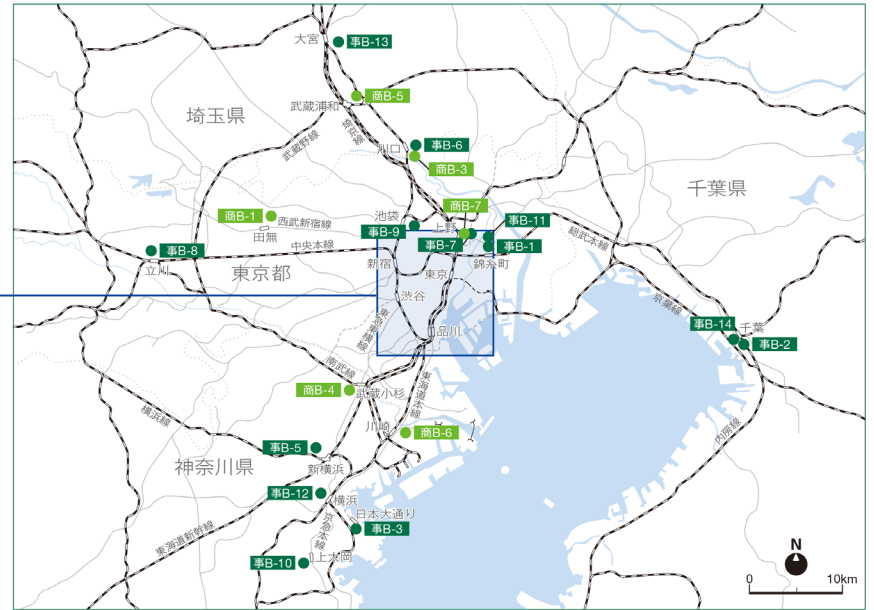 大宮
事B-13
商B-5
武蔵浦和
埼玉県
埼京線
武蔵野線
川口
事B-6
商B-3
千葉県
商B-7
商B-1
西武新宿線
田無
池袋
上野
事B-11
事B-9
事B-7
事B-1
総武本線
事B-8
中央本線
立川
東京都
新宿
東京
錦糸町
渋谷
京葉線
東急東横線
品川
事B-14
千葉
事B-2
南武線
東海道本線
商B-4
武蔵小杉
横浜線
川崎
商B-6
内房線
事B-5
神奈川県
新横浜
事B-12
横浜
日本大通り
事B-3
東海道新幹線
京急本線
上大岡
事B-10
N
0
10km